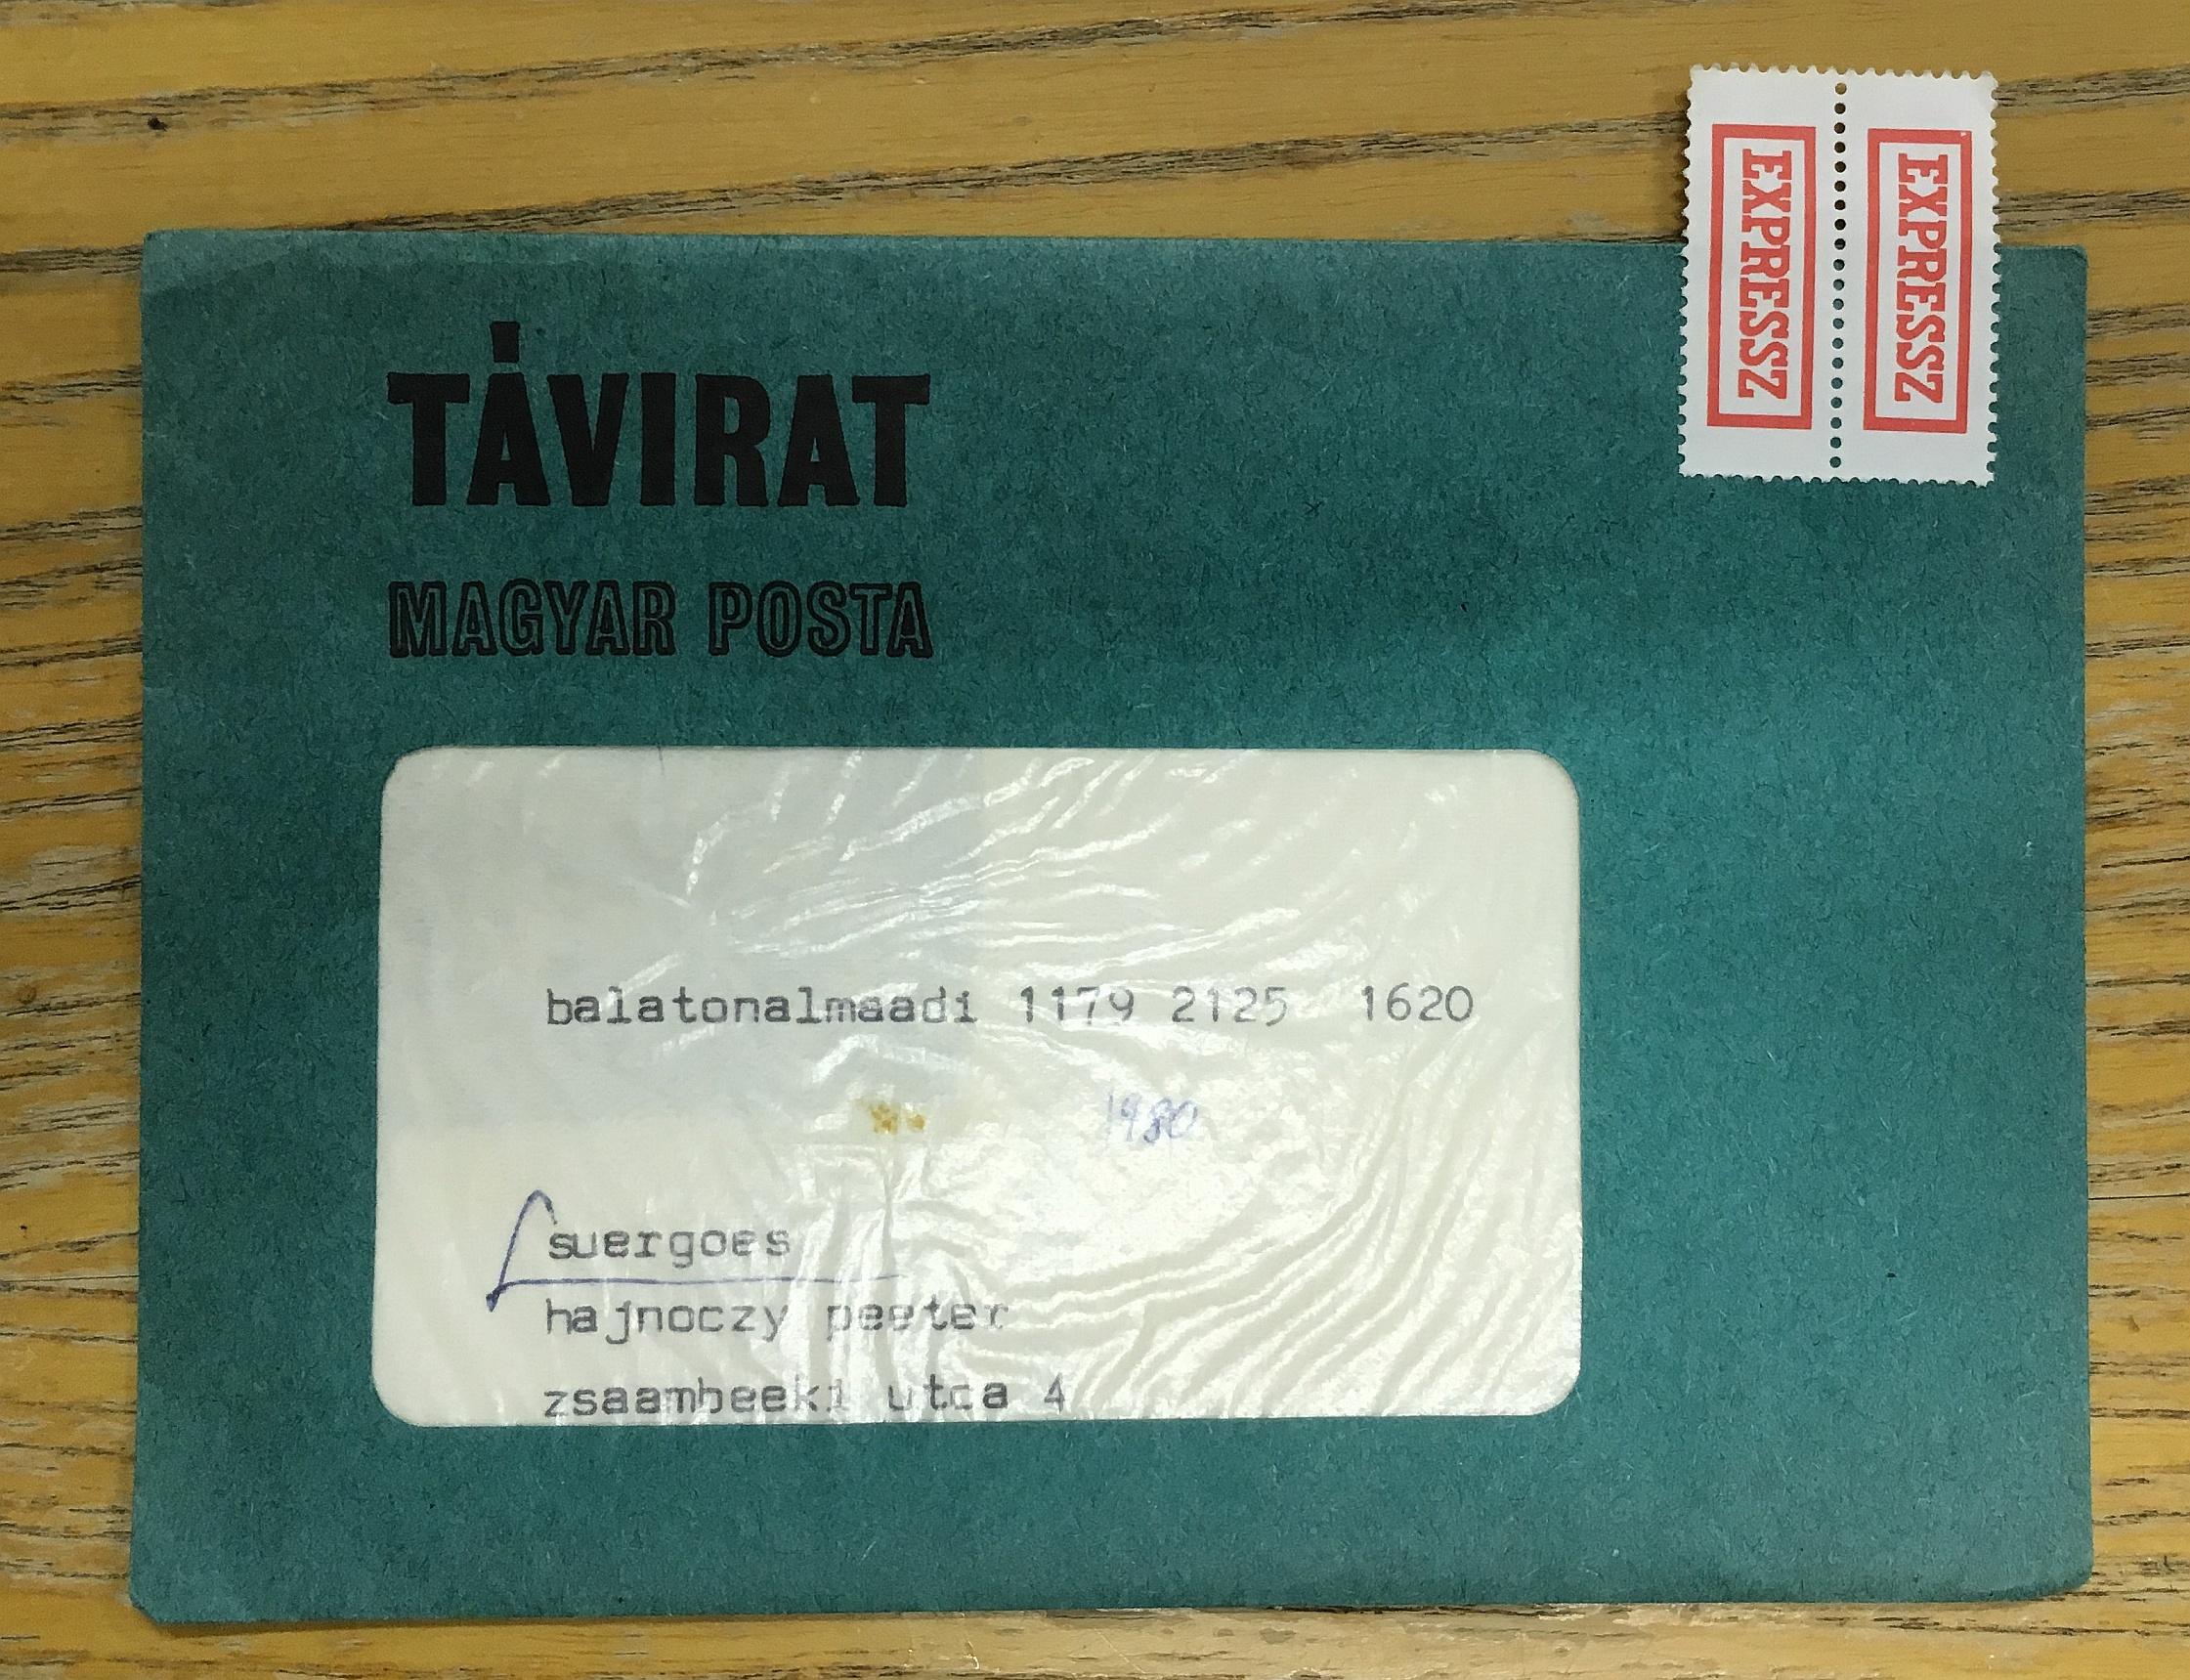 EXPRESSZ
EXPRESSZ
TÁVIRAT
MAGYAR POSTA
balatonalmaadi 1179 2125 1620
1980
suergoes
hajnoczy peeter
zsaambeeki utca 4